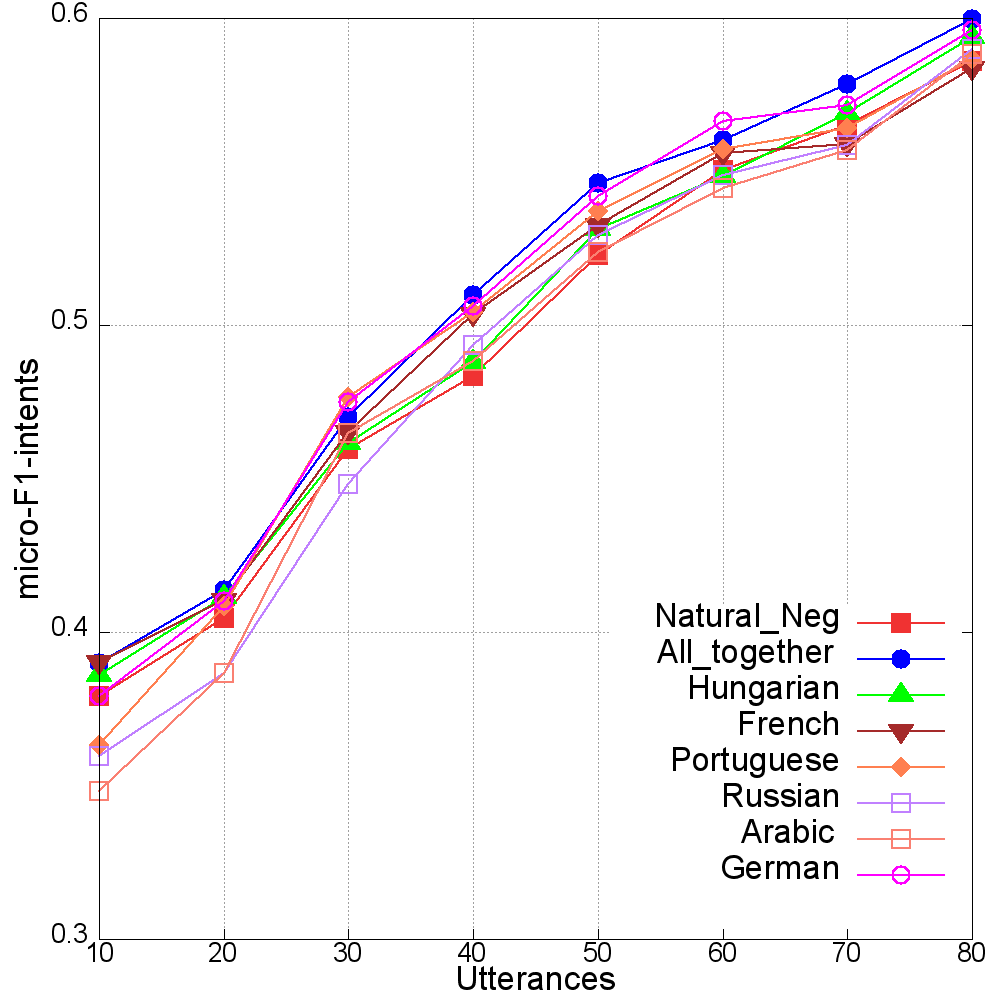 0.6
0.5
0.4
0.3
micro-F1-intents
Natural_Neg
All_together
Hungarian
French
Portuguese
Russian
Arabic
German
10 20 30 40 50 60 70 80
Utterances